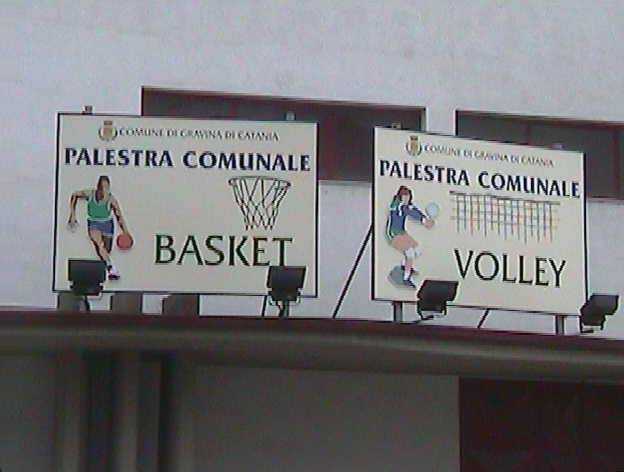 COMUNE DI GRAVINA DI CATANIA
PALESTRA COMUNALE
BASKET
COMUNE DI GRAVINA DI CATANIA
PALESTRA COMUNALE
VOLLEY